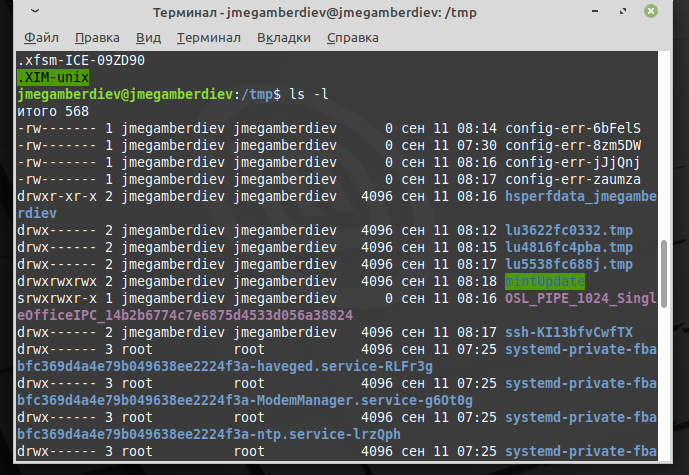 Терминал - jmegamberdiev@jmegamberdiev: /tmp
Файл Правка Вид Терминал Вкладки Справка
.xfsm-ICE-09ZD90
.XIM-unix
jmegamberdiev@jmegamberdiev:/tmp$ ls -l
итого 568
-rw------- 1 jmegamberdiev jmegamberdiev 0 сен 11 08:14 config-err-6bFelS
-rw------- 1 jmegamberdiev jmegamberdiev 0 сен 11 07:30 config-err-8zm5DW
-rw------- 1 jmegamberdiev jmegamberdiev 0 сен 11 08:16 config-err-jJjQnj
-rw------- 1 jmegamberdiev jmegamberdiev 0 сен 11 08:17 config-err-zaumza
drwxr-xr-x 2 jmegamberdiev jmegamberdiev 4096 сен 11 08:16 hsperfdata_jmegambe
rdiev
drwx------ 2 jmegamberdiev jmegamberdiev 4096 сен 11 08:12 lu3622fc0332.tmp
drwx------ 2 jmegamberdiev jmegamberdiev 4096 сен 11 08:15 lu4816fc4pba.tmp
drwx------ 2 jmegamberdiev jmegamberdiev 4096 сен 11 08:17 lu5538fc688j.tmp
drwxrwxrwx 2 jmegamberdiev jmegamberdiev 4096 сен 11 08:18 mintUpdate
srwxrwxr-x 1 jmegamberdiev jmegamberdiev 0 сен 11 08:16 OSL_PIPE_1024_Singl
eOfficeIPC_14b2b6774c7e6875d4533d056a38824
drwx------ 2 jmegamberdiev jmegamberdiev 4096 сен 11 08:17 ssh-KI13bfvCwfTX
drwx------ 3 root root 4096 сен 11 07:25 systemd-private-fba
bfc369d4a4e79b049638ee2224f3a-haveged.service-RLFr3g
drwx------ 3 root root 4096 сен 11 07:25 systemd-private-fba
bfc369d4a4e79b049638ee2224f3a-ModemManager.service-g6Ot0g
drwx------ 3 root root 4096 сен 11 07:25 systemd-private-fba
bfc369d4a4e79b049638ee2224f3a-ntp.service-lrzQph
drwx------ 3 root root 4096 сен 11 07:25 systemd-private-fba